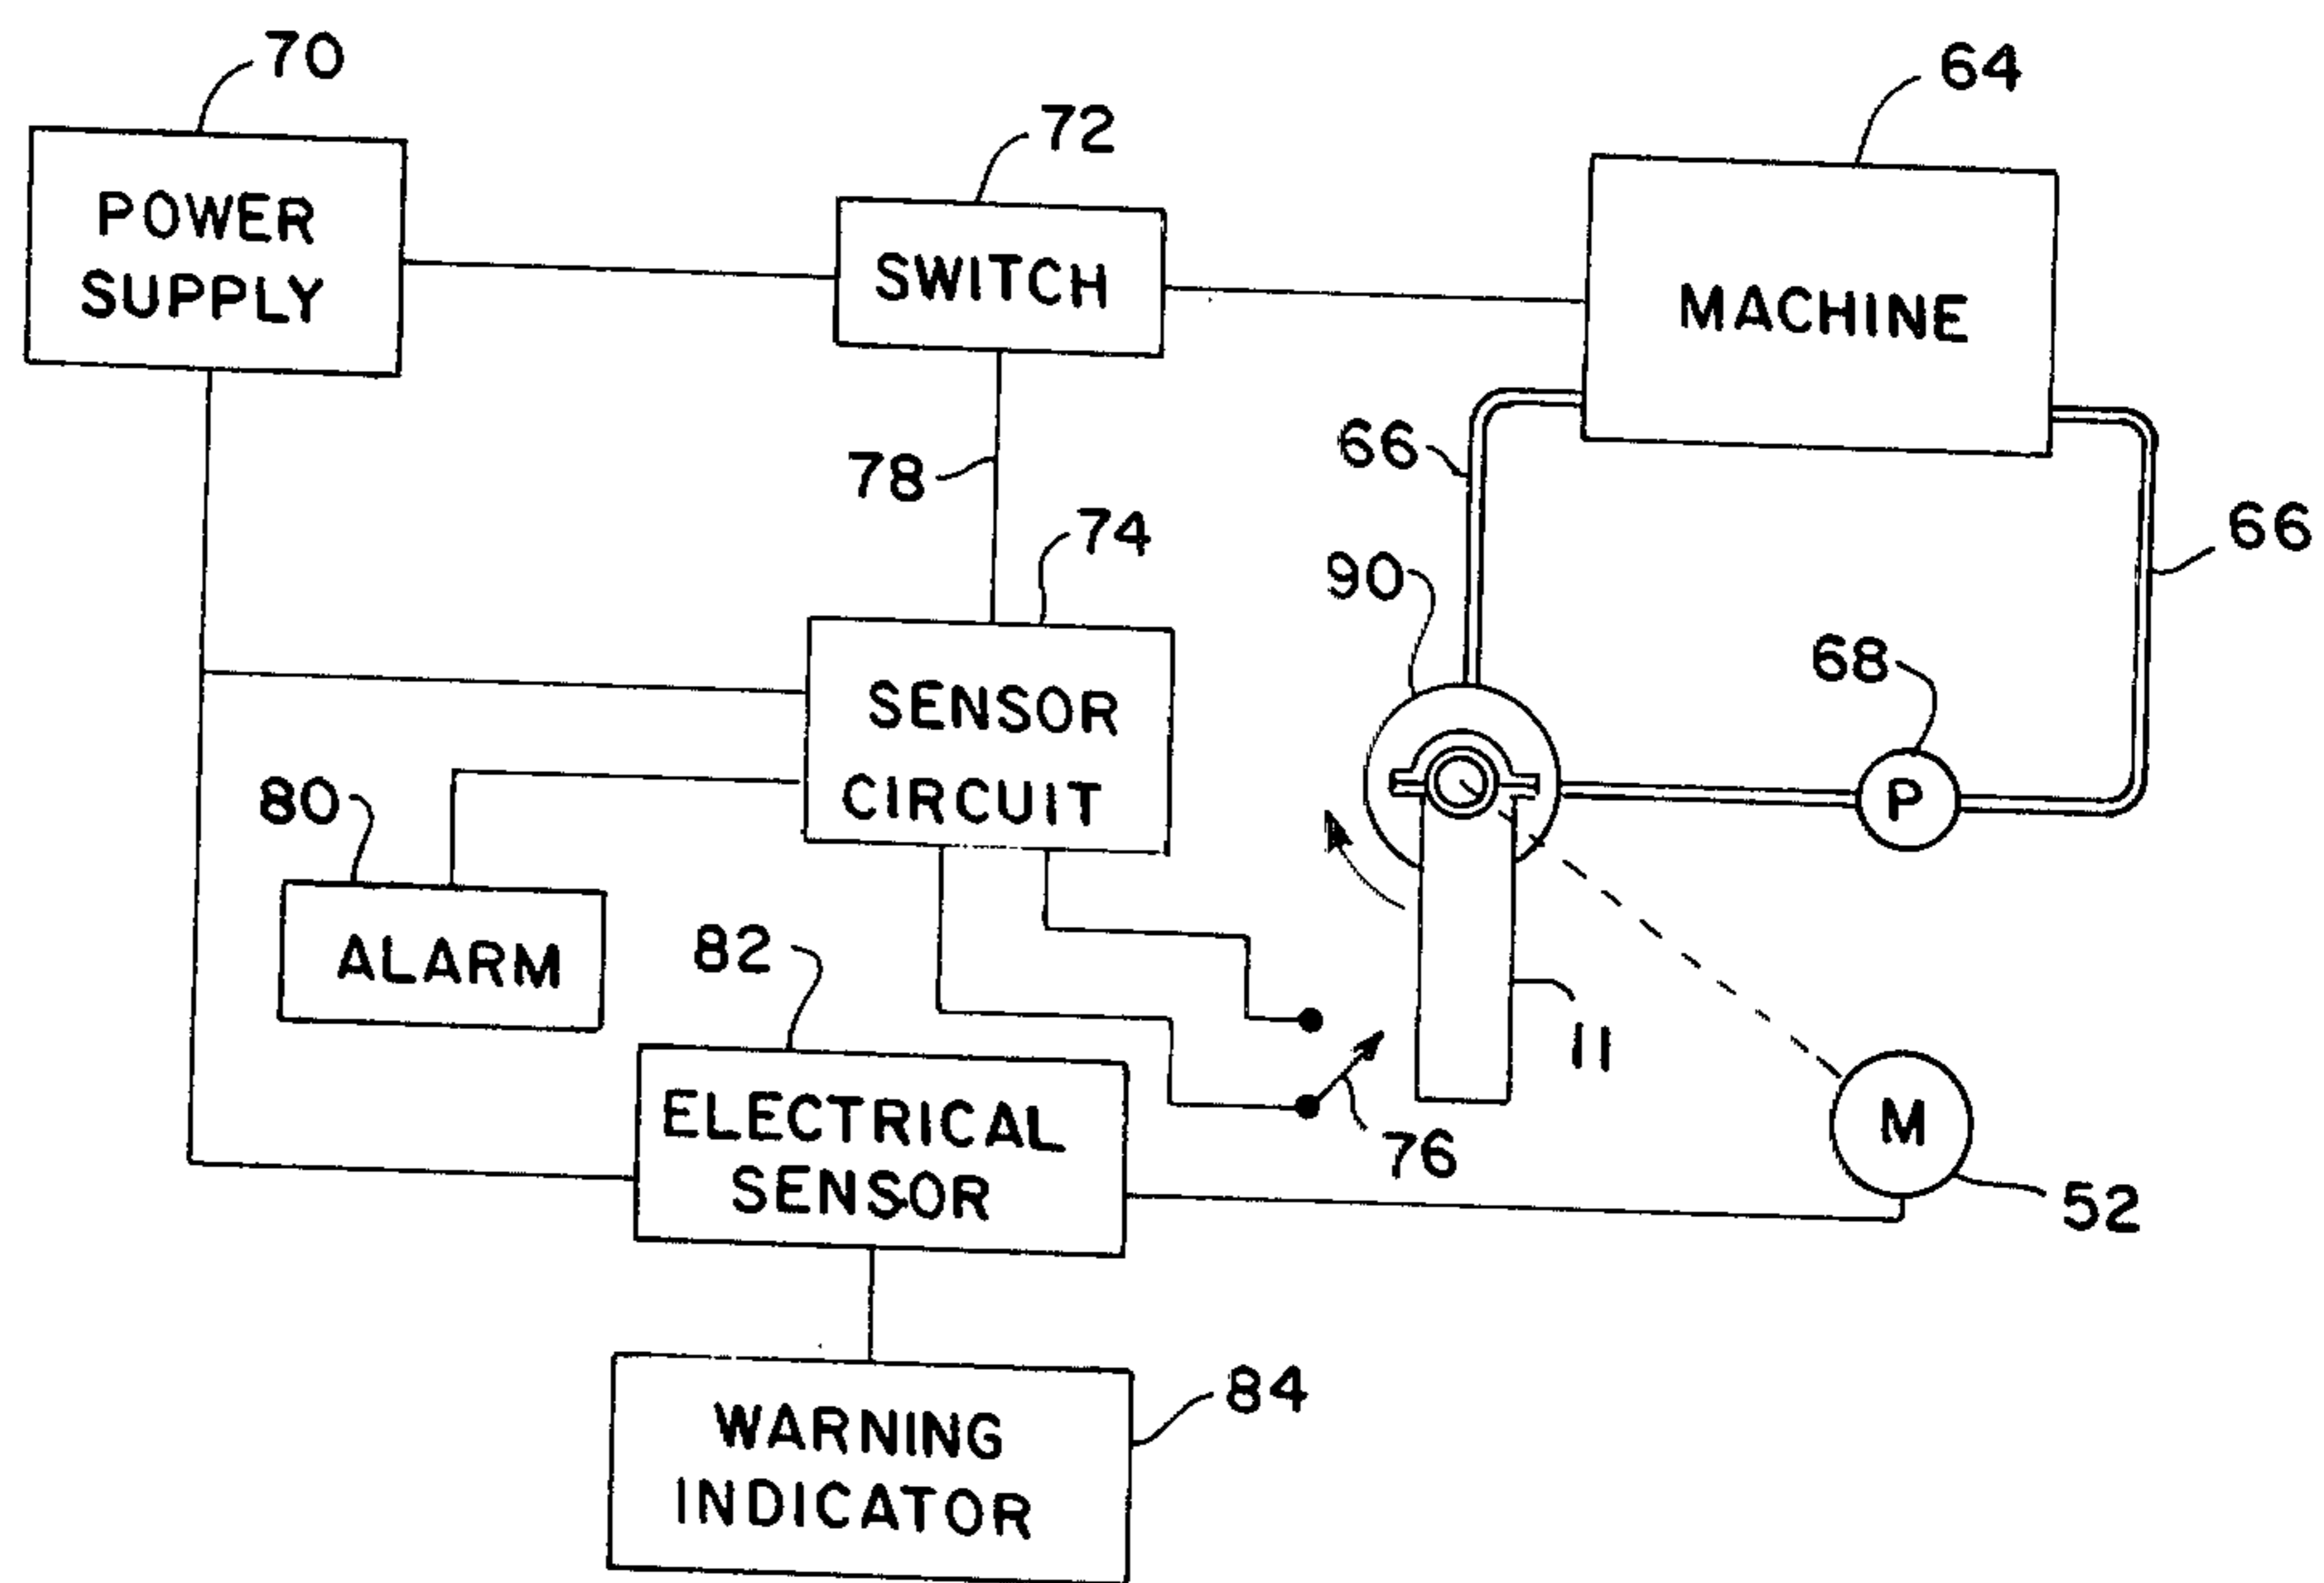 70
64
72
POWER
SUPPLY
SWITCH
MACHINE
66
78
74
66
90
68
SENSOR
CIRCUIT
80
P
82
ALARM
11
ELECTRICAL
SENSOR
76
M
52
84
WARNING
INDICATOR